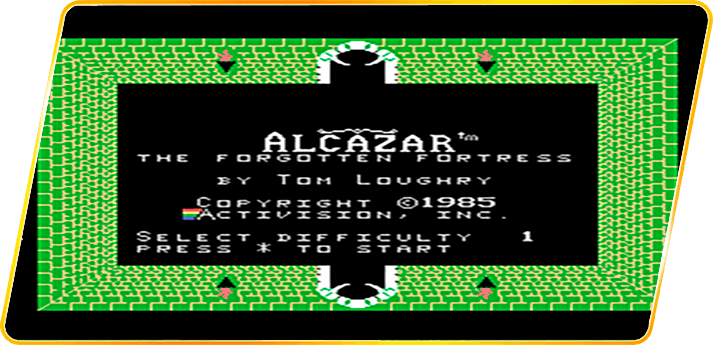 ALCAZAR™
THE FORGOTTEN FORTRESS
BY TOM LOUGHRY
COPYRIGHT ©1985
ACTIVISION, INC.
SELECT DIFFICULTY 1
PRESS * TO START